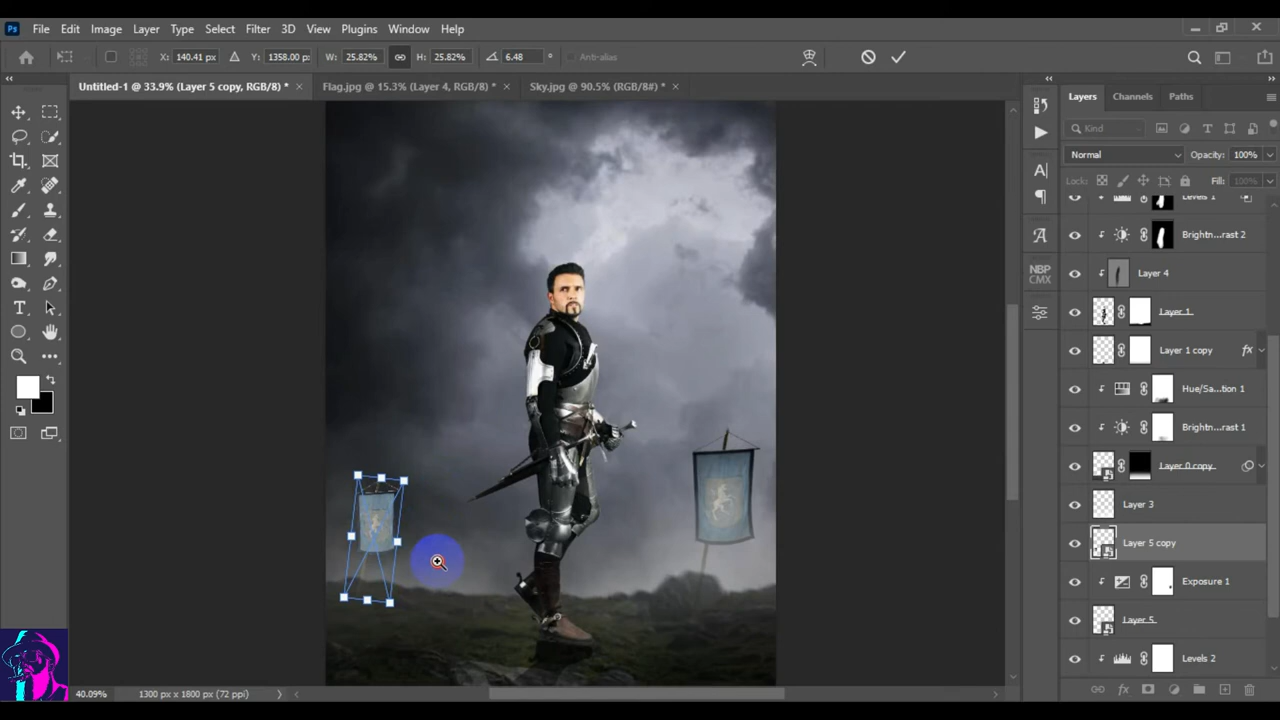 Ps File Edit Image Layer Type Select Filter 3D View Plugins Window Help
X: 140.41 px Y: 1358.00 px W: 25.82% H: 25.82% 6.48 ° Anti-alias
Untitled-1 @ 33.9% (Layer 5 copy, RGB/8) * × Flag.jpg @ 15.3% (Layer 4, RGB/8) * × Sky.jpg @ 90.5% (RGB/8#) * ×
Layers Channels Paths
Kind
Normal Opacity: 100%
Lock: Fill: 100%
Levels 1
Brightn...rast 2
Layer 4
Layer 1
Layer 1 copy fx
Hue/Sa...tion 1
Brightn...rast 1
Layer 0 copy
Layer 3
Layer 5 copy
Exposure 1
Layer 5
Levels 2
NBP
CMX
40.09% 1300 px x 1800 px (72 ppi)
fx